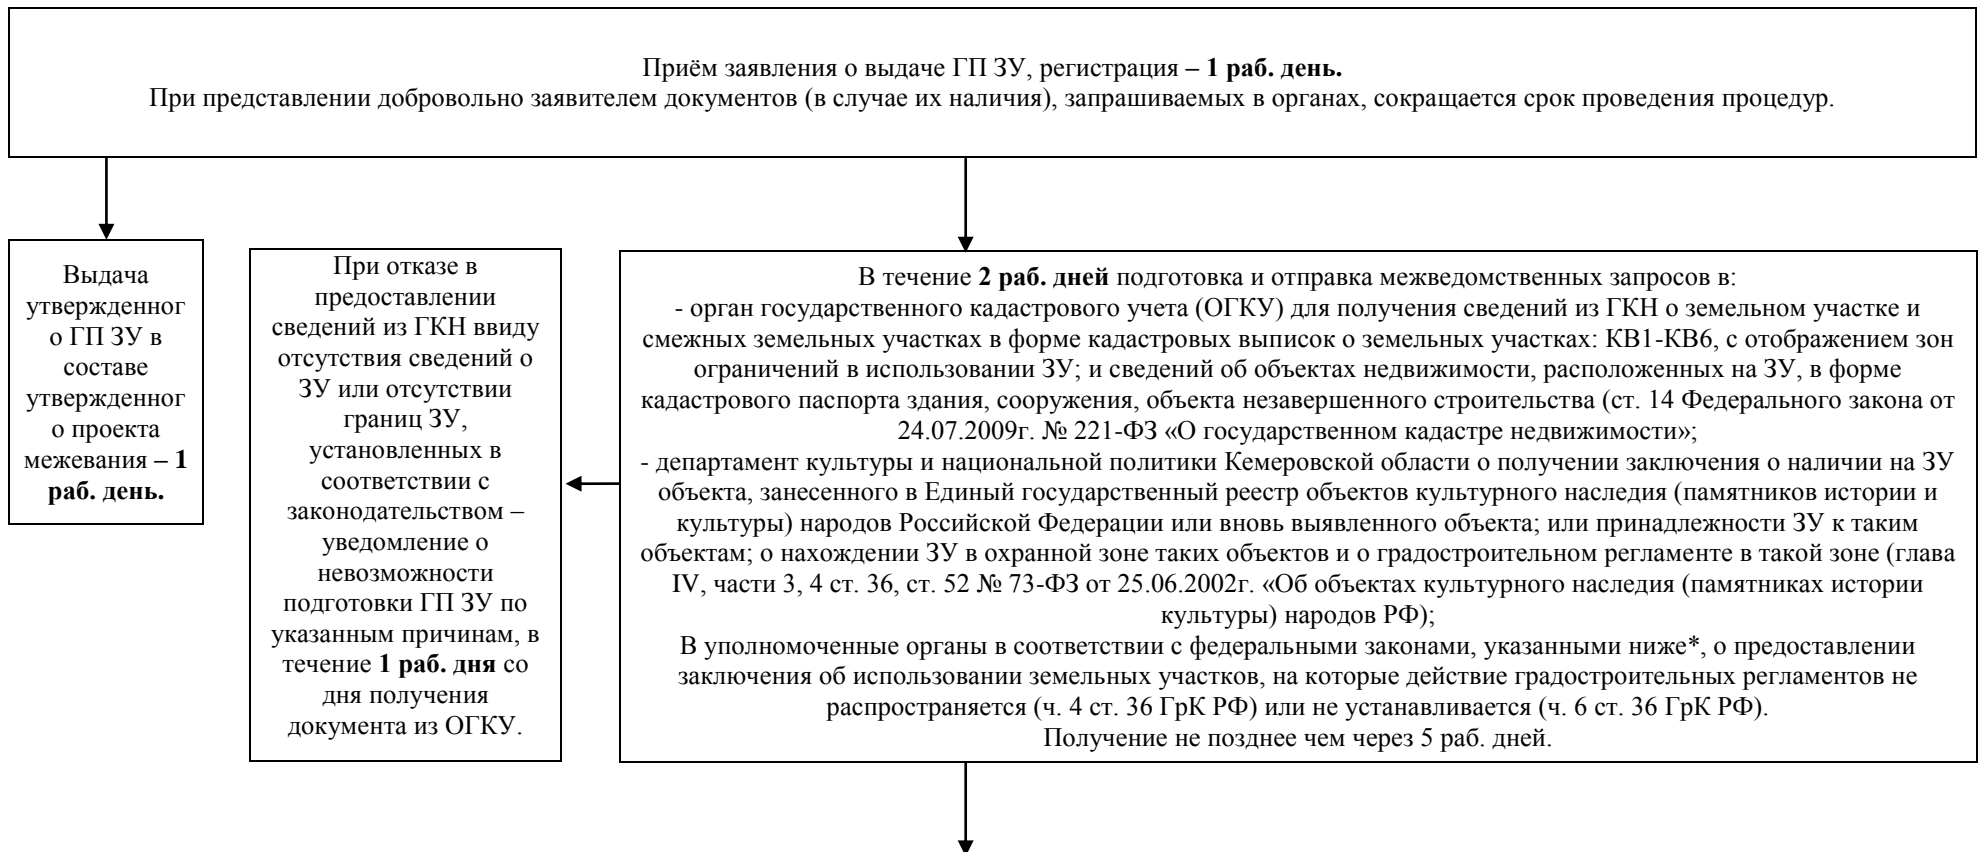 Приём заявления о выдаче ГП ЗУ, регистрация – 1 раб. день.
При представлении добровольно заявителем документов (в случае их наличия), запрашиваемых в органах, сокращается срок проведения процедур.
Выдача
утвержденног
о ГП ЗУ в
составе
утвержденног
о проекта
межевания – 1
раб. день.
При отказе в
предоставлении
сведений из ГКН ввиду
отсутствия сведений о
ЗУ или отсутствии
границ ЗУ,
установленных в
соответствии с
законодательством –
уведомление о
невозможности
подготовки ГП ЗУ по
указанным причинам, в
течение 1 раб. дня со
дня получения
документа из ОГКУ.
В течение 2 раб. дней подготовка и отправка межведомственных запросов в:
- орган государственного кадастрового учета (ОГКУ) для получения сведений из ГКН о земельном участке и
смежных земельных участках в форме кадастровых выписок о земельных участках: КВ1-КВ6, с отображением зон
ограничений в использовании ЗУ; и сведений об объектах недвижимости, расположенных на ЗУ, в форме
кадастрового паспорта здания, сооружения, объекта незавершенного строительства (ст. 14 Федерального закона от
24.07.2009г. № 221-ФЗ «О государственном кадастре недвижимости»;
- департамент культуры и национальной политики Кемеровской области о получении заключения о наличии на ЗУ
объекта, занесенного в Единый государственный реестр объектов культурного наследия (памятников истории и
культуры) народов Российской Федерации или вновь выявленного объекта; или принадлежности ЗУ к таким
объектам; о нахождении ЗУ в охранной зоне таких объектов и о градостроительном регламенте в такой зоне (глава
IV, части 3, 4 ст. 36, ст. 52 № 73-ФЗ от 25.06.2002г. «Об объектах культурного наследия (памятниках истории
культуры) народов РФ);
В уполномоченные органы в соответствии с федеральными законами, указанными ниже*, о предоставлении
заключения об использовании земельных участков, на которые действие градостроительных регламентов не
распространяется (ч. 4 ст. 36 ГрК РФ) или не устанавливается (ч. 6 ст. 36 ГрК РФ).
Получение не позднее чем через 5 раб. дней.